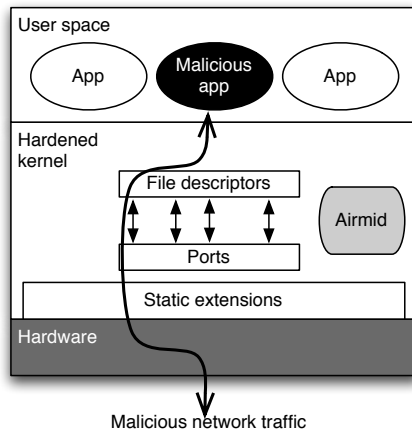 User space
App
Malicious
app
App
Hardened
kernel
File descriptors
Airmid
Ports
Static extensions
Hardware
Malicious network traffic